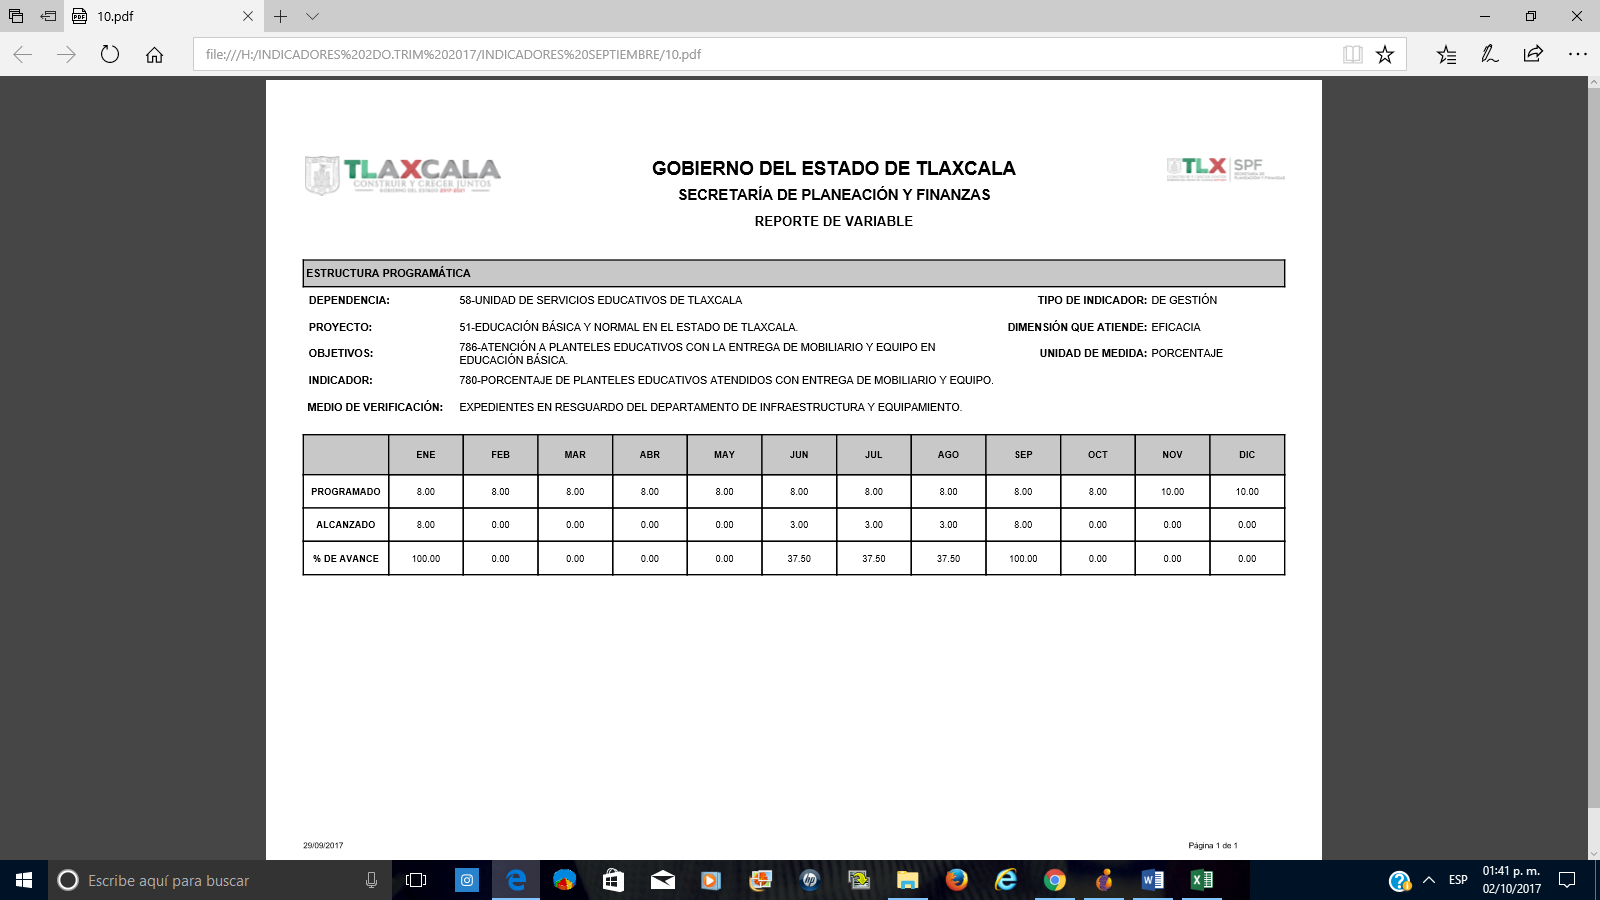 10.pdf
file:///H:/INDICADORES%202DO.TRIM%202017/INDICADORES%20SEPTIEMBRE/10.pdf
TLAXCALA
CONSTRUIR Y CRECER JUNTOS
GOBIERNO DEL ESTADO 2017-2021
GOBIERNO DEL ESTADO DE TLAXCALA
SECRETARÍA DE PLANEACIÓN Y FINANZAS
REPORTE DE VARIABLE
TLX SPF
ESTRUCTURA PROGRAMÁTICA
DEPENDENCIA: 58-UNIDAD DE SERVICIOS EDUCATIVOS DE TLAXCALA TIPO DE INDICADOR: DE GESTIÓN
PROYECTO: 51-EDUCACIÓN BÁSICA Y NORMAL EN EL ESTADO DE TLAXCALA. DIMENSIÓN QUE ATIENDE: EFICACIA
OBJETIVOS: 786-ATENCIÓN A PLANTELES EDUCATIVOS CON LA ENTREGA DE MOBILIARIO Y EQUIPO EN
EDUCACIÓN BÁSICA.
UNIDAD DE MEDIDA: PORCENTAJE
INDICADOR: 780-PORCENTAJE DE PLANTELES EDUCATIVOS ATENDIDOS CON ENTREGA DE MOBILIARIO Y EQUIPO.
MEDIO DE VERIFICACIÓN: EXPEDIENTES EN RESGUARDO DEL DEPARTAMENTO DE INFRAESTRUCTURA Y EQUIPAMIENTO.
ENE FEB MAR ABR MAY JUN JUL AGO SEP OCT NOV DIC
PROGRAMADO 8.00 8.00 8.00 8.00 8.00 8.00 8.00 8.00 8.00 8.00 10.00 10.00
ALCANZADO 8.00 0.00 0.00 0.00 0.00 3.00 3.00 3.00 8.00 0.00 0.00 0.00
% DE AVANCE 100.00 0.00 0.00 0.00 0.00 37.50 37.50 37.50 100.00 0.00 0.00 0.00
29/09/2017 Página 1 de 1
Escribe aquí para buscar
ESP
01:41 p. m.
02/10/2017